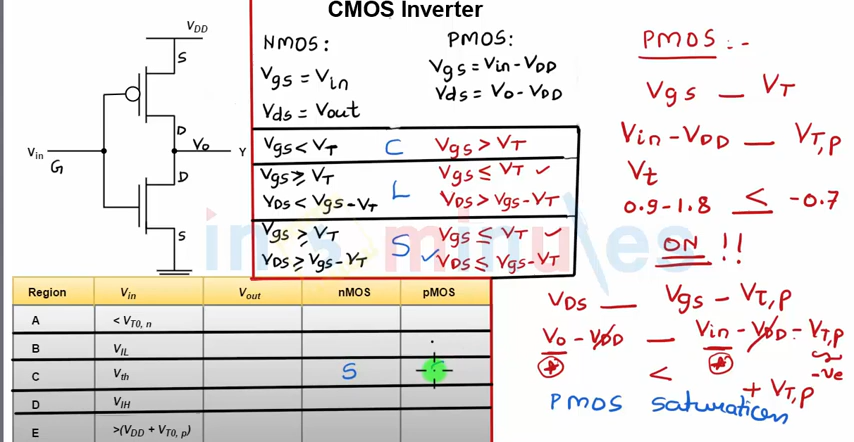 CMOS Inverter
VDD
S
D
Vin
G
Vo
Y
D
S
NMOS:
Vgs = Vin
Vds = Vout
PMOS:
Vgs = Vin - VDD
Vds = Vo - VDD
Vgs < VT C Vgs > VT
Vgs ≥ VT L Vgs ≤ VT ✓
VDS < Vgs - VT VDS > Vgs - VT
Vgs ≥ VT S Vgs ≤ VT ✓
VDS ≥ Vgs - VT ✓ VDS ≤ Vgs - VT
in 5 minutes
PMOS :-
Vgs _ VT
Vin - VDD _ VT,P
Vt
0.9-1.8 ≤ -0.7
ON !!
VDS _ Vgs - VT,P
Vo - VDD _ Vin - VDD - VT,P
-ve
< + VT,P
PMOS saturation
Region Vin Vout nMOS pMOS
A < VT0, n
B VIL
C Vth S
D VIH
E >(VDD + VT0, p)